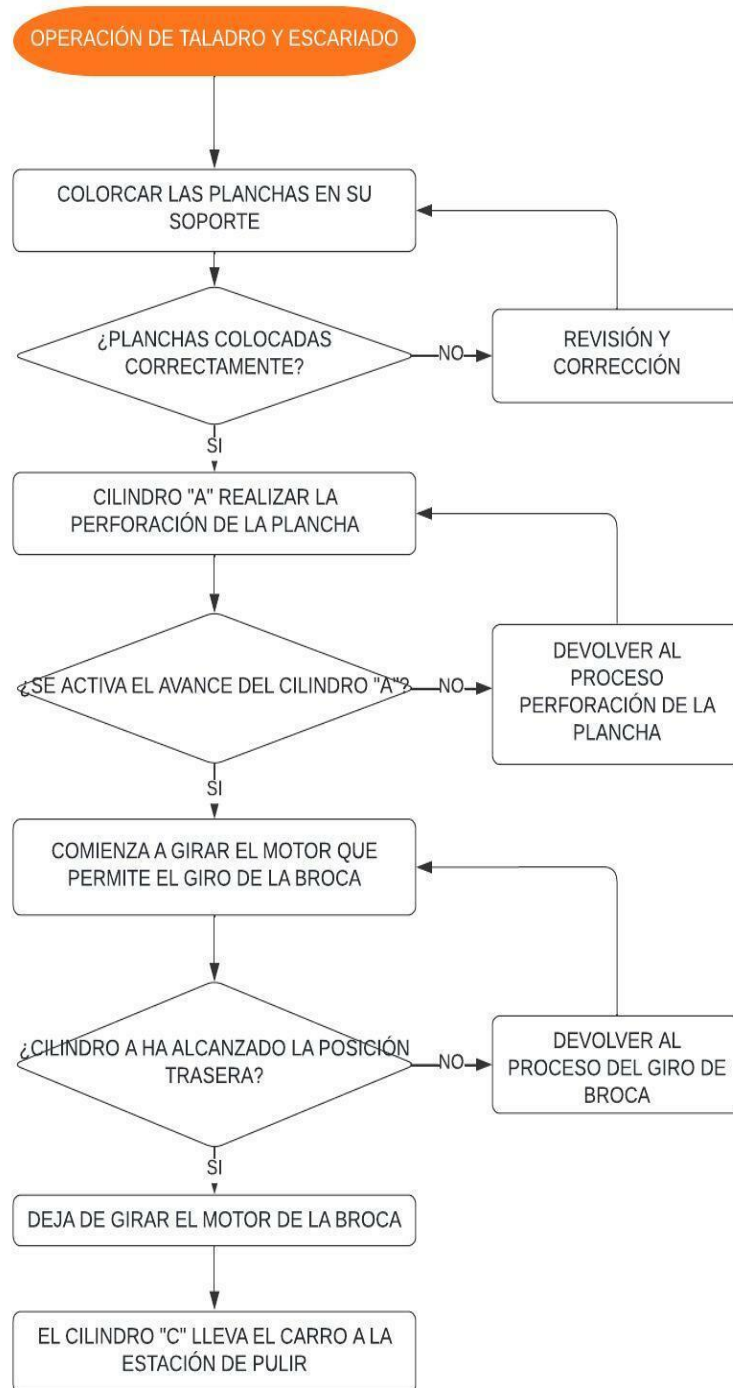 OPERACIÓN DE TALADRO Y ESCARIADO
COLORCAR LAS PLANCHAS EN SU
SOPORTE
¿PLANCHAS COLOCADAS
CORRECTAMENTE?
NO
REVISIÓN Y
CORRECCIÓN
SI
CILINDRO "A" REALIZAR LA
PERFORACIÓN DE LA PLANCHA
¿SE ACTIVA EL AVANCE DEL CILINDRO "A"?
NO
DEVOLVER AL
PROCESO
PERFORACIÓN DE LA
PLANCHA
SI
COMIENZA A GIRAR EL MOTOR QUE
PERMITE EL GIRO DE LA BROCA
¿CILINDRO A HA ALCANZADO LA POSICIÓN
TRASERA?
NO
DEVOLVER AL
PROCESO DEL GIRO DE
BROCA
SI
DEJA DE GIRAR EL MOTOR DE LA BROCA
EL CILINDRO "C" LLEVA EL CARRO A LA
ESTACIÓN DE PULIR